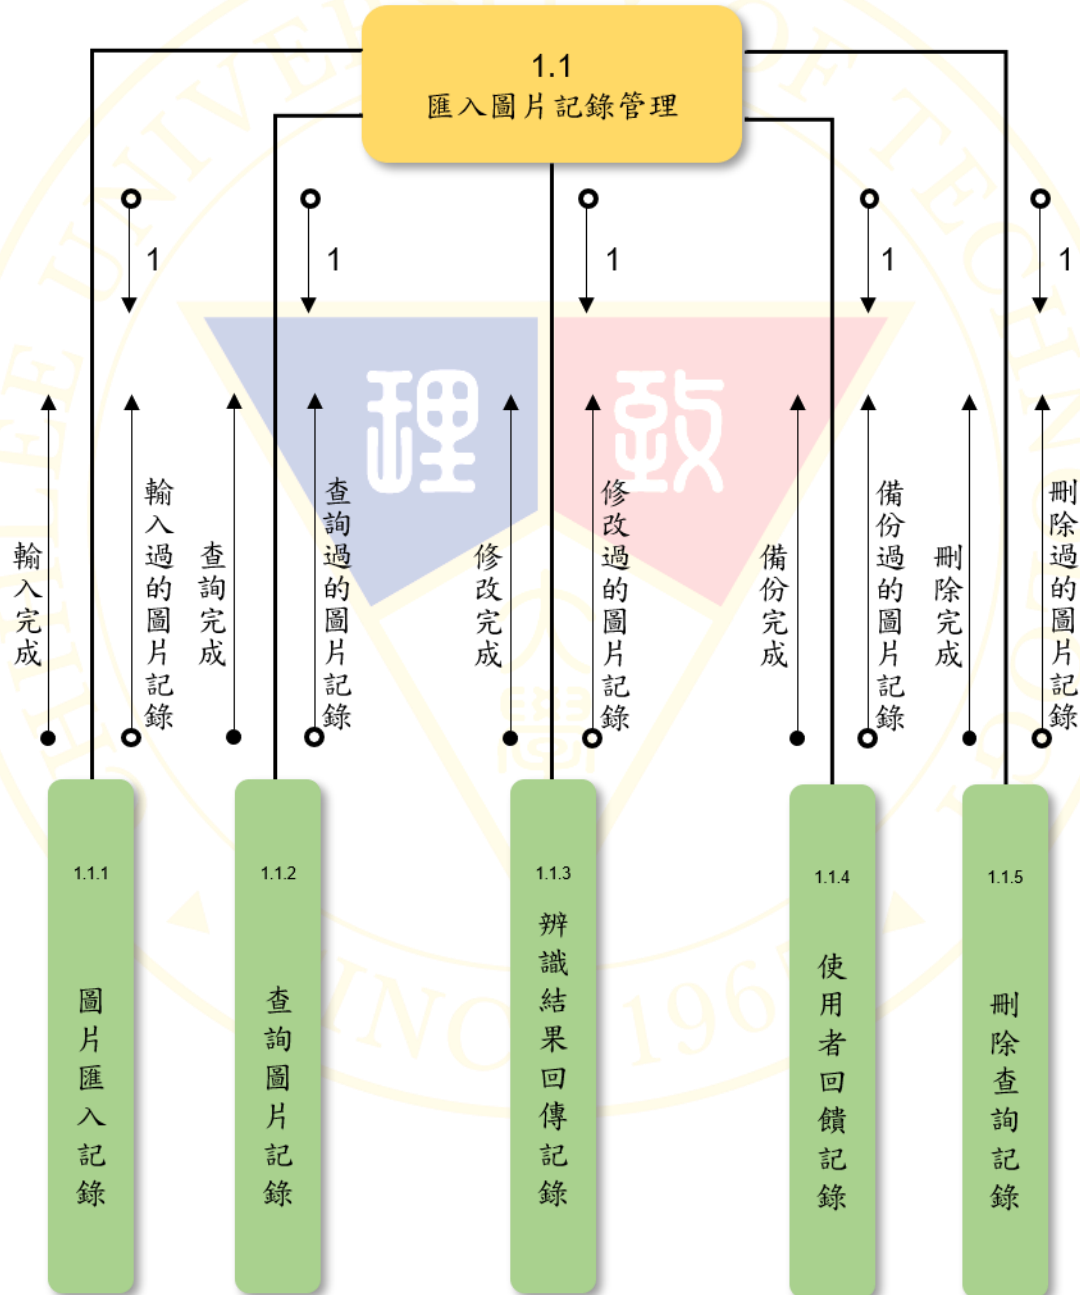 1.1
匯入圖片記錄管理
1
1
1
1
1
輸入完成
輸入過的圖片記錄
查詢完成
查詢過的圖片記錄
修改完成
修改過的圖片記錄
備份完成
備份過的圖片記錄
刪除完成
刪除過的圖片記錄
理
致
1.1.1
圖片匯入記錄
1.1.2
查詢圖片記錄
1.1.3
辨識結果回傳記錄
1.1.4
使用者回饋記錄
1.1.5
刪除查詢記錄